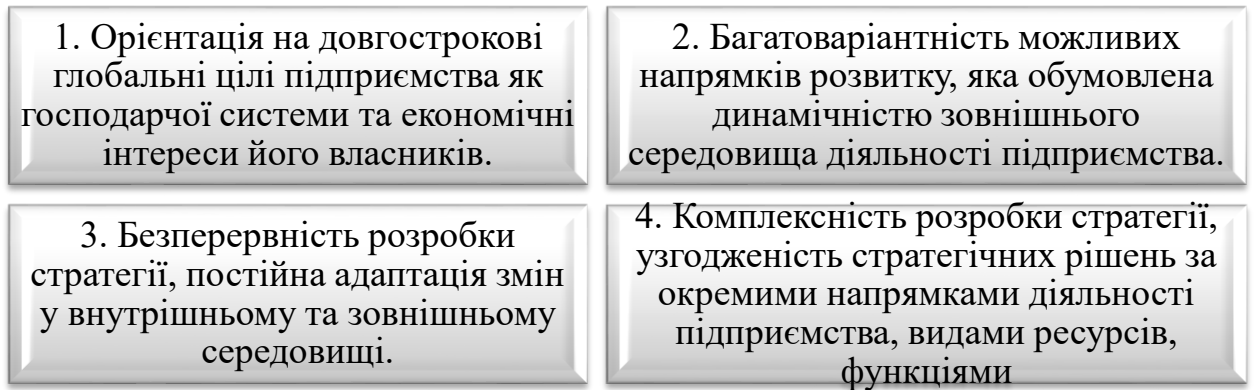 1. Орієнтація на довгострокові
глобальні цілі підприємства як
господарчої системи та економічні
інтереси його власників.
2. Багатоваріантність можливих
напрямків розвитку, яка обумовлена
динамічністю зовнішнього
середовища діяльності підприємства.
3. Безперервність розробки
стратегії, постійна адаптація змін
у внутрішньому та зовнішньому
середовищі.
4. Комплексність розробки стратегії,
узгодженість стратегічних рішень за
окремими напрямками діяльності
підприємства, видами ресурсів,
функціями